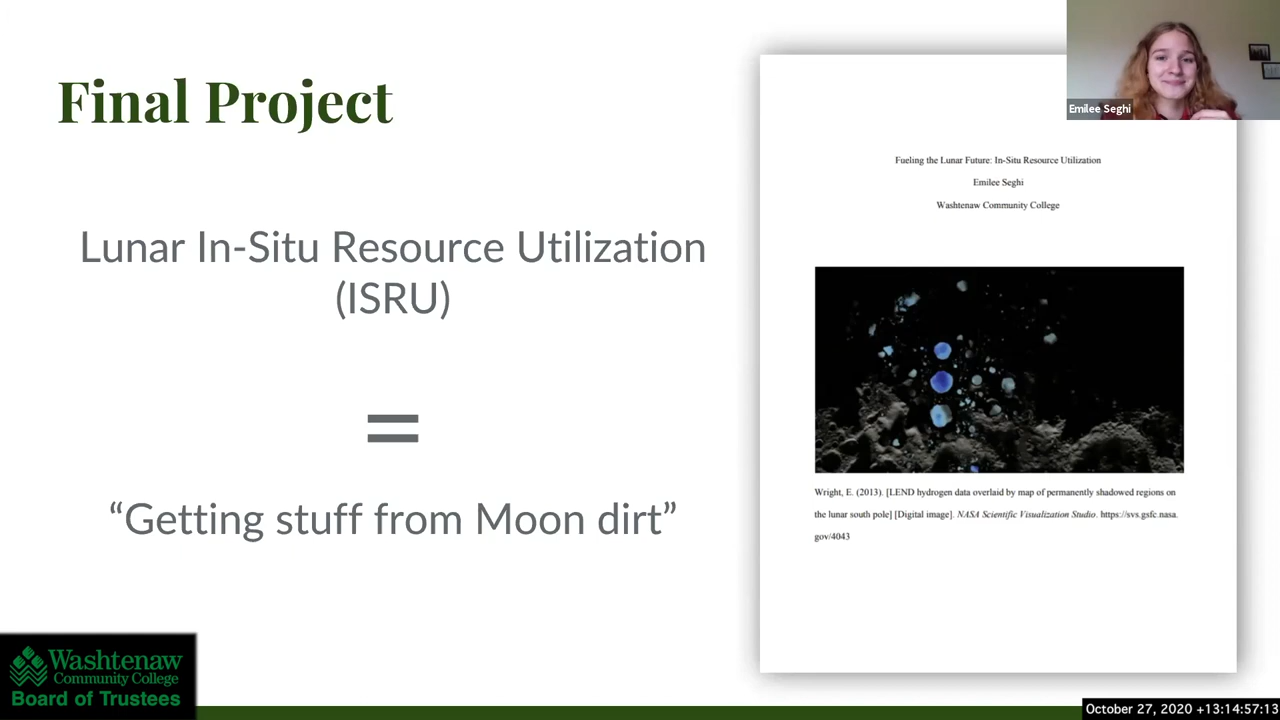 Final Project
Lunar In-Situ Resource Utilization
(ISRU)
=
“Getting stuff from Moon dirt”
Emilee Seghi
Fueling the Lunar Future: In-Situ Resource Utilization
Emilee Seghi
Washtenaw Community College
Wright, E. (2013). [LEND hydrogen data overlaid by map of permanently shadowed regions on
the lunar south pole] [Digital image]. NASA Scientific Visualization Studio. https://svs.gsfc.nasa.
gov/4043
Washtenaw
Community College
Board of Trustees
October 27, 2020 +13:14:57:13